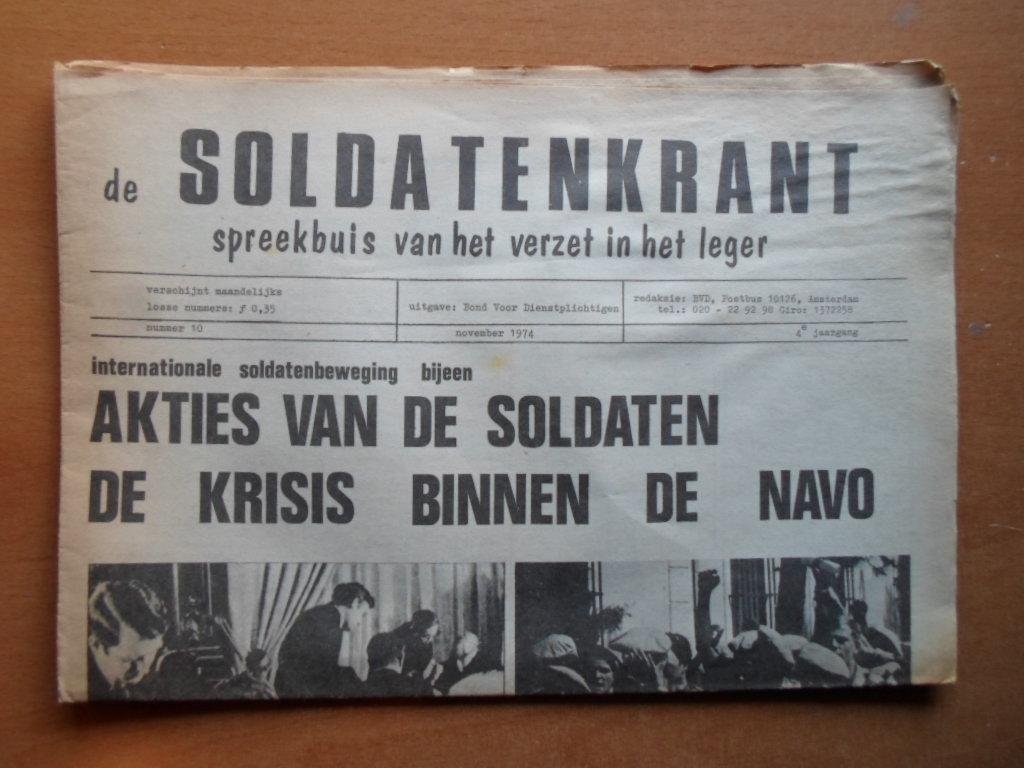 de SOLDATENKRANT
spreekbuis van het verzet in het leger
verschijnt maandelijks
losse nummers: ƒ 0,35
nummer 10
uitgave: Bond Voor Dienstplichtigen
november 1974
redaksie: BVD, Postbus 10126, Amsterdam
tel.: 020 - 22 92 98 Giro: 1372258
4e jaargang
internationale soldatenbeweging bijeen
AKTIES VAN DE SOLDATEN
DE KRISIS BINNEN DE NAVO